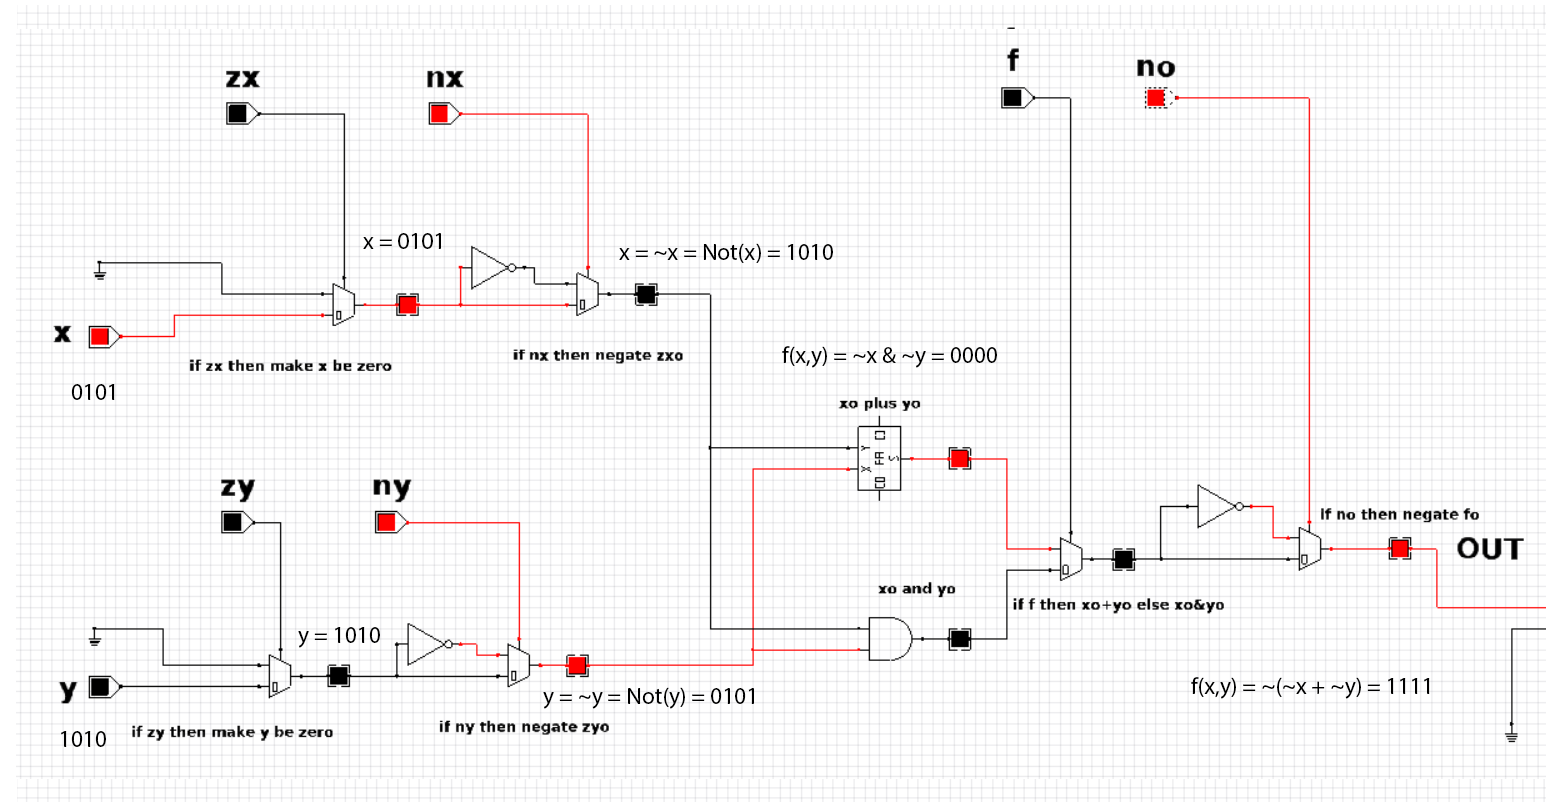 zx
nx
f
no
x = 0101
x = ~x = Not(x) = 1010
x
if zx then make x be zero
if nx then negate zxo
f(x,y) = ~x & ~y = 0000
0101
xo plus yo
Y
X
FA
S
CI
CO
zy
ny
if no then negate fo
OUT
xo and yo
if f then xo+yo else xo&yo
y = 1010
y
y = ~y = Not(y) = 0101
f(x,y) = ~(~x + ~y) = 1111
if ny then negate zyo
1010
if zy then make y be zero